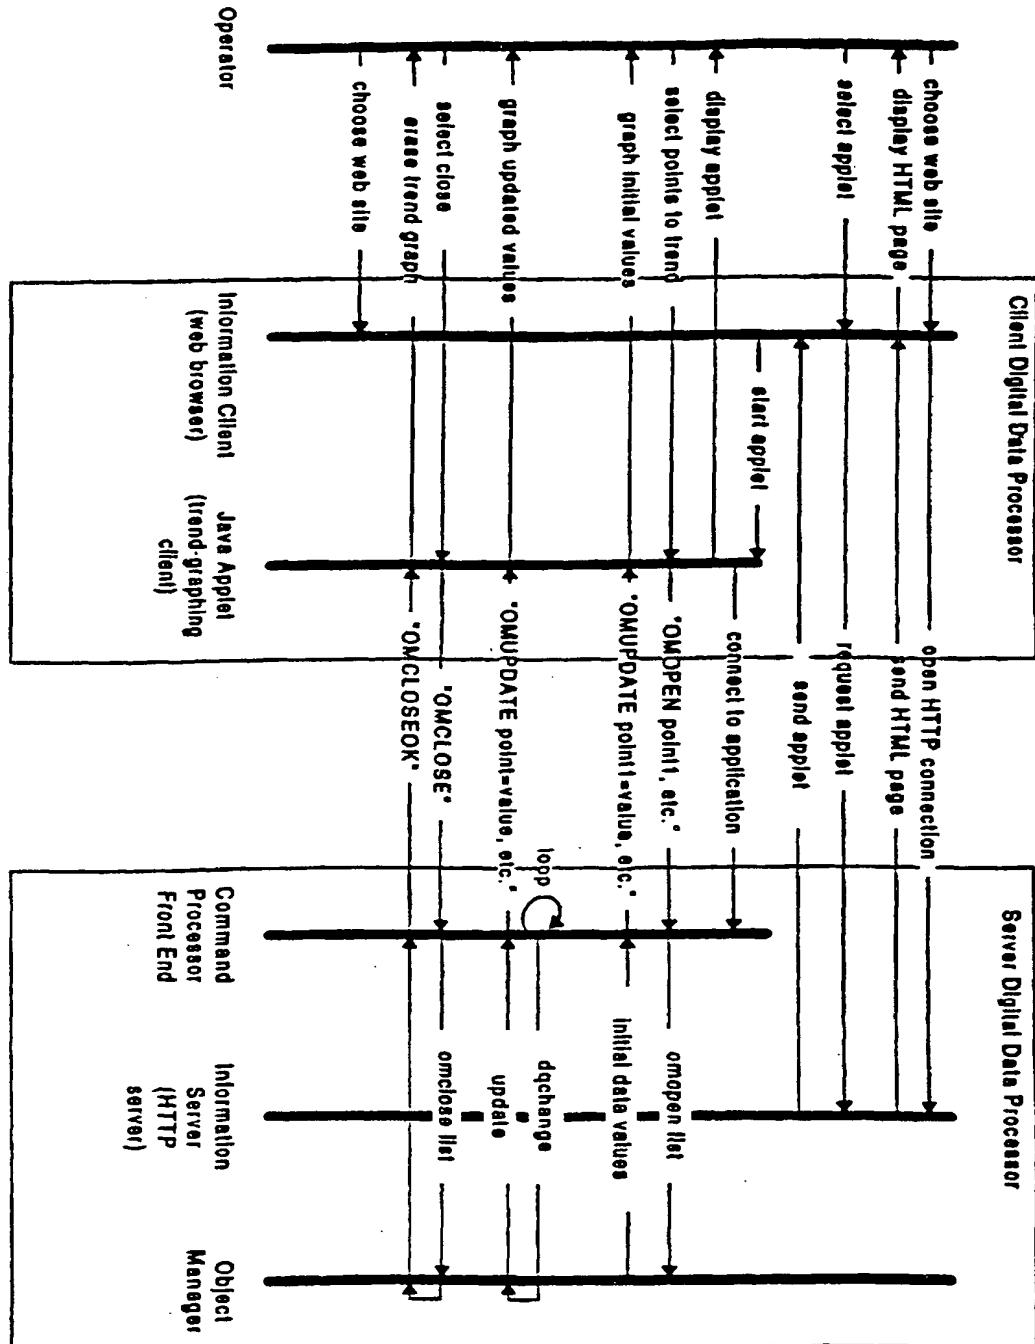 Client Digital Data Processor
Server Digital Data Processor
choose web site
open HTTP connection
display HTML page
send HTML page
select applet
request applet
send applet
start applet
connect to application
display applet
select points to trend
"OMOPEN point1, etc."
omopen list
graph initial values
"OMUPDATE point1=value, etc."
initial data values
loop
dqchange
graph updated values
"OMUPDATE point=value, etc."
update
select close
"OMCLOSE"
omclose list
erase trend graph
"OMCLOSEOK"
choose web site
Operator
Information Client
(web browser)
Java Applet
(trend-graphing
client)
Command
Processor
Front End
Information
Server
(HTTP
server)
Object
Manager